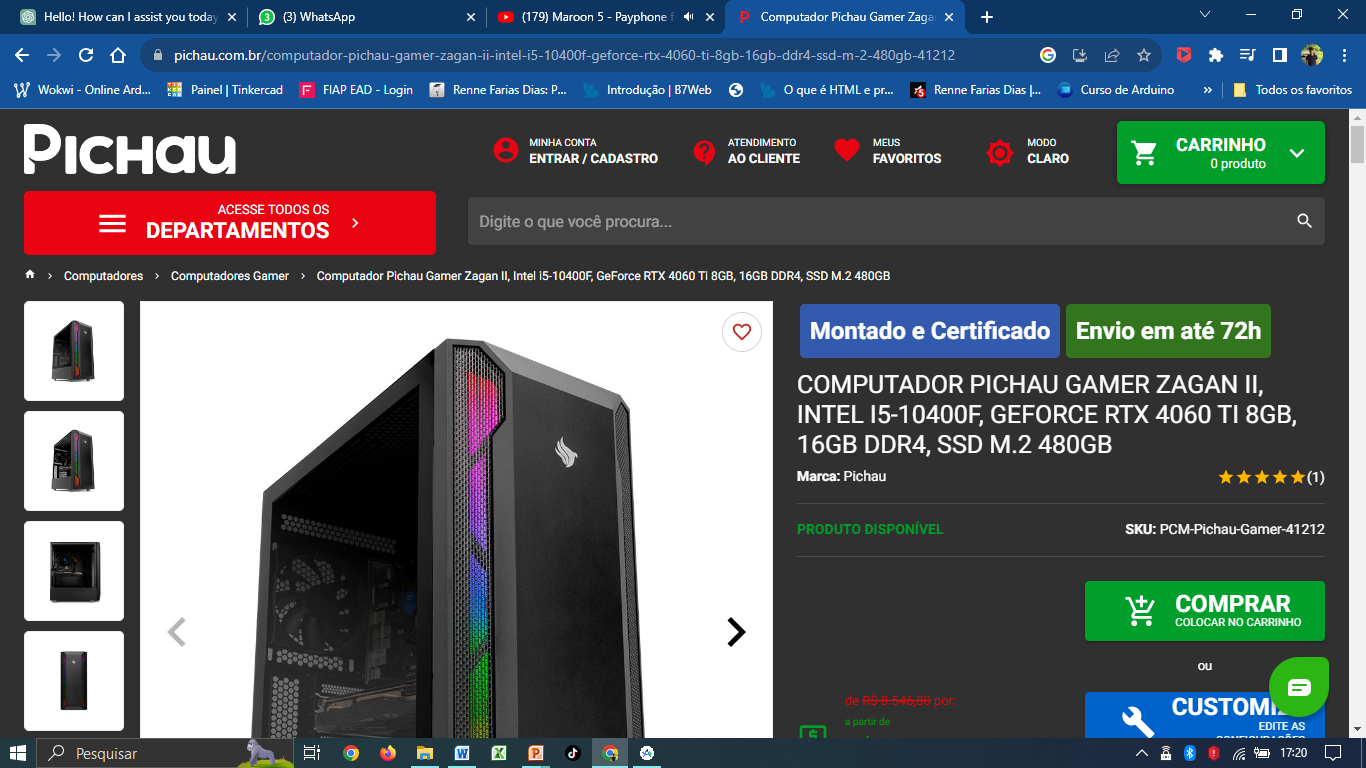 Hello! How can I assist you today
(3) WhatsApp
(179) Maroon 5 - Payphone f
Computador Pichau Gamer Zaga
pichau.com.br/computador-pichau-gamer-zagan-ii-intel-i5-10400f-geforce-rtx-4060-ti-8gb-16gb-ddr4-ssd-m-2-480gb-41212
Wokwi - Online Ard...
Painel | Tinkercad
FIAP EAD - Login
Renne Farias Dias: P...
Introdução | B7Web
O que é HTML e pr...
Renne Farias Dias |...
Curso de Arduino
»
Todos os favoritos
PICHAU
MINHA CONTA
ENTRAR / CADASTRO
ATENDIMENTO
AO CLIENTE
MEUS
FAVORITOS
MODO
CLARO
CARRINHO
0 produto
ACESSE TODOS OS
DEPARTAMENTOS
Digite o que você procura...
Computadores > Computadores Gamer > Computador Pichau Gamer Zagan II, Intel i5-10400F, GeForce RTX 4060 Ti 8GB, 16GB DDR4, SSD M.2 480GB
Montado e Certificado
Envio em até 72h
COMPUTADOR PICHAU GAMER ZAGAN II,
INTEL I5-10400F, GEFORCE RTX 4060 TI 8GB,
16GB DDR4, SSD M.2 480GB
Marca: Pichau
(1)
PRODUTO DISPONÍVEL
SKU: PCM-Pichau-Gamer-41212
COMPRAR
COLOCAR NO CARRINHO
ou
de R$ 8.546,80 por:
a partir de
CUSTOMIZ
EDITE AS
CONFIGURAÇÕES
Pesquisar
17:20